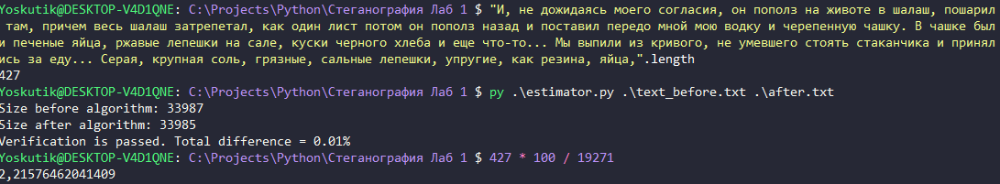 Yoskutik@DESKTOP-V4D1QNE: C:\Projects\Python\Стеганография Лаб 1 $ "И, не дожидаясь моего согласия, он пополз на животе в шалаш, пошарил
там, причем весь шалаш затрепетал, как один лист потом он пополз назад и поставил передо мной мою водку и черепенную чашку. В чашке был
и печеные яйца, ржавые лепешки на сале, куски черного хлеба и еще что-то... Мы выпили из кривого, не умевшего стоять стаканчика и принял
ись за еду... Серая, крупная соль, грязные, сальные лепешки, упругие, как резина, яйца,".length
427
Yoskutik@DESKTOP-V4D1QNE: C:\Projects\Python\Стеганография Лаб 1 $ py .\estimator.py .\text_before.txt .\after.txt
Size before algorithm: 33987
Size after algorithm: 33985
Verification is passed. Total difference = 0.01%
Yoskutik@DESKTOP-V4D1QNE: C:\Projects\Python\Стеганография Лаб 1 $ 427 * 100 / 19271
2,21576462041409